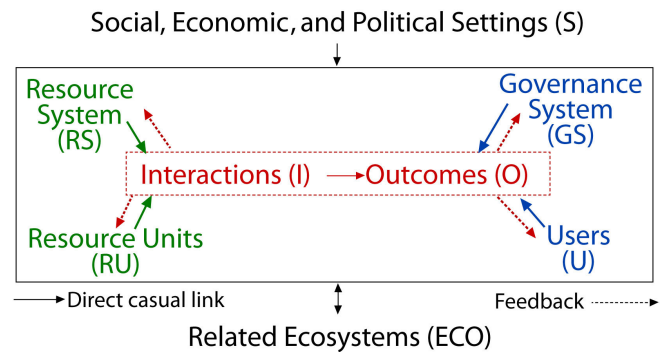 Social, Economic, and Political Settings (S)
Resource
System
(RS)
Governance
System
(GS)
Interactions (I)
Outcomes (O)
Resource Units
(RU)
Users
(U)
Direct casual link
Feedback
Related Ecosystems (ECO)